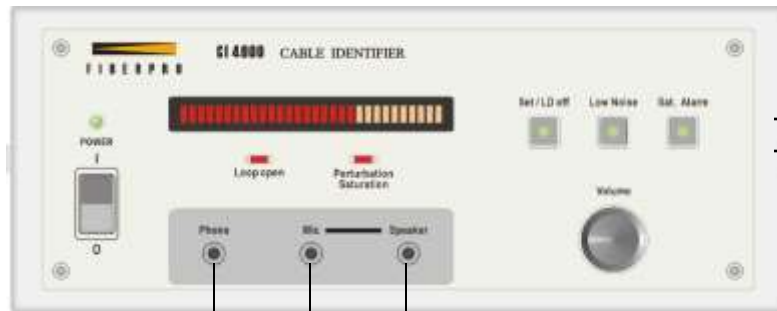 FIBERPRO
CI 4000 CABLE IDENTIFIER
Set / LD off Low Noise Sat. Alarm
POWER
I
O
Loop open
Perturbation
Saturation
Volume
Phone Mic Speaker